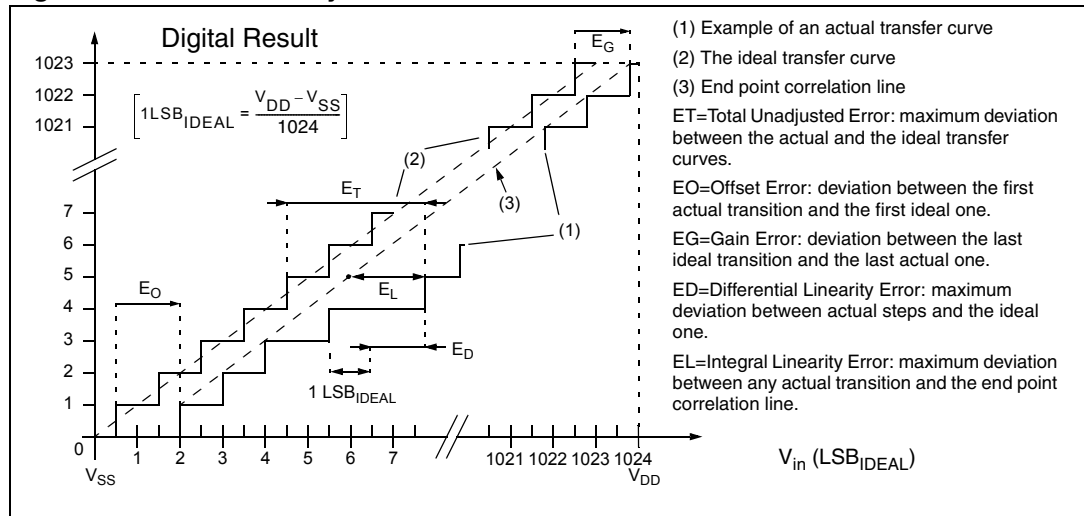 Digital Result
E_G
1023
1022
1021
[1LSB_IDEAL = (V_DD – V_SS) / 1024]
(2)
E_T
(3)
(1)
7
6
5
4
3
2
1
0
E_O
E_L
E_D
1 LSB_IDEAL
1 2 3 4 5 6 7 1021 1022 1023 1024
V_SS
V_DD
V_in (LSB_IDEAL)
(1) Example of an actual transfer curve
(2) The ideal transfer curve
(3) End point correlation line
ET=Total Unadjusted Error: maximum deviation
between the actual and the ideal transfer
curves.
EO=Offset Error: deviation between the first
actual transition and the first ideal one.
EG=Gain Error: deviation between the last
ideal transition and the last actual one.
ED=Differential Linearity Error: maximum
deviation between actual steps and the ideal
one.
EL=Integral Linearity Error: maximum deviation
between any actual transition and the end point
correlation line.